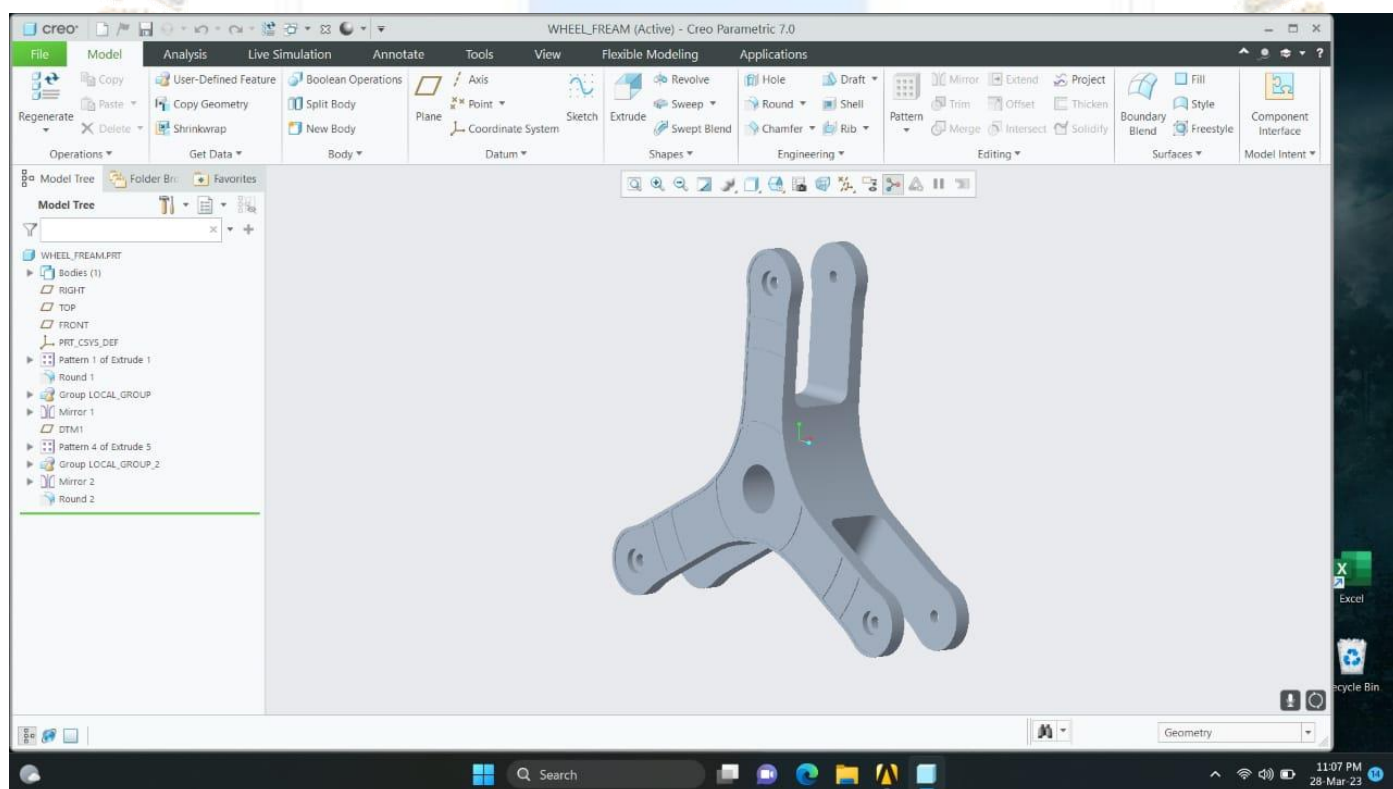 creo WHEEL_FREAM (Active) - Creo Parametric 7.0
File Model Analysis Live Simulation Annotate Tools View Flexible Modeling Applications
Regenerate
Copy
Paste
Delete
Operations
User-Defined Feature
Copy Geometry
Shrinkwrap
Get Data
Boolean Operations
Split Body
New Body
Body
Plane
Axis
Point
Coordinate System
Sketch
Datum
Extrude
Revolve
Sweep
Swept Blend
Shapes
Hole
Round
Chamfer
Draft
Shell
Rib
Engineering
Pattern
Mirror
Trim
Merge
Extend
Offset
Intersect
Project
Thicken
Solidify
Editing
Boundary
Blend
Fill
Style
Freestyle
Surfaces
Component
Interface
Model Intent
Model Tree Folder Bro Favorites
Model Tree
WHEEL_FREAM.PRT
Bodies (1)
RIGHT
TOP
FRONT
PRT_CSYS_DEF
Pattern 1 of Extrude 1
Round 1
Group LOCAL_GROUP
Mirror 1
DTM1
Pattern 4 of Extrude 5
Group LOCAL_GROUP_2
Mirror 2
Round 2
Excel
ecycle Bin
Geometry
Search
11:07 PM
28-Mar-23
14